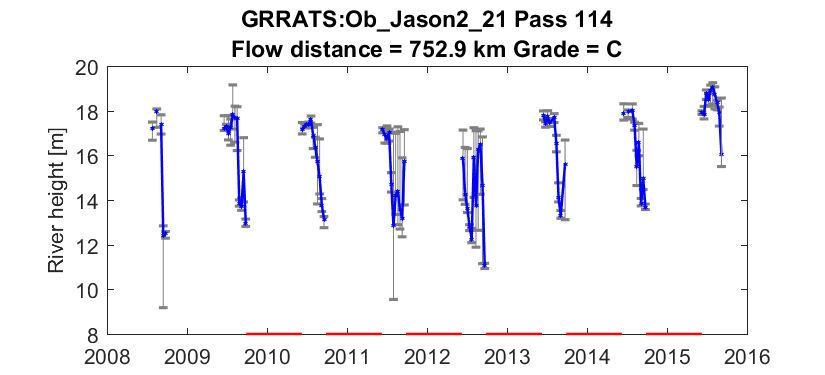 GRRATS:Ob_Jason2_21 Pass 114
Flow distance = 752.9 km Grade = C
River height [m]
20
18
16
14
12
10
8
2008 2009 2010 2011 2012 2013 2014 2015 2016